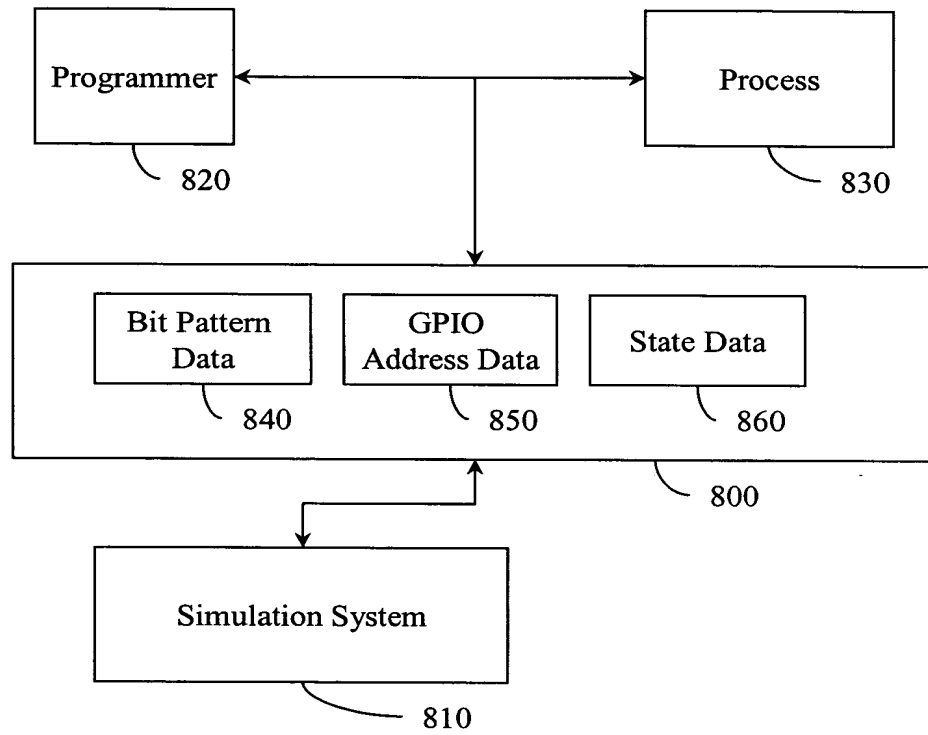 Programmer
Process
820
830
Bit Pattern
Data
GPIO
Address Data
State Data
840
850
860
800
Simulation System
810